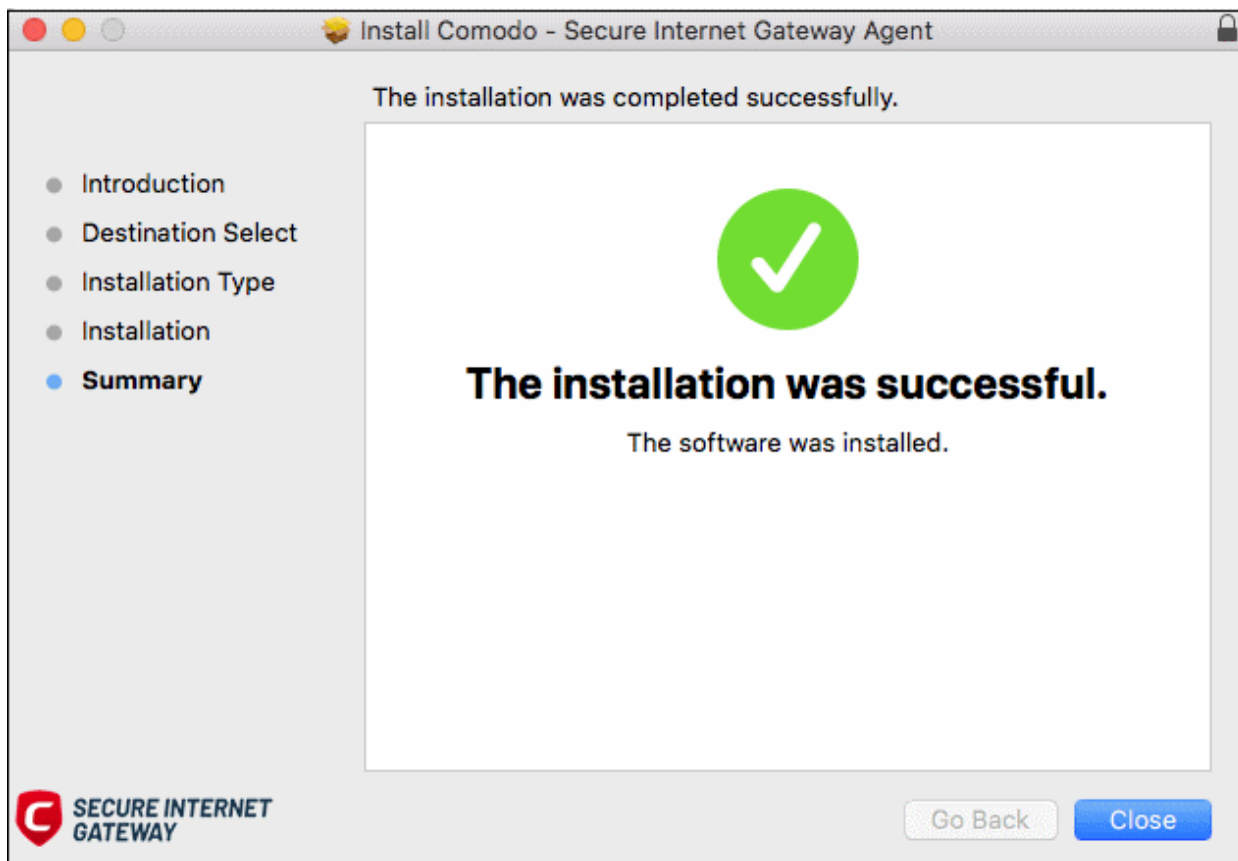 Install Comodo - Secure Internet Gateway Agent
The installation was completed successfully.
Introduction
Destination Select
Installation Type
Installation
Summary
The installation was successful.
The software was installed.
C SECURE INTERNET
GATEWAY
Go Back
Close